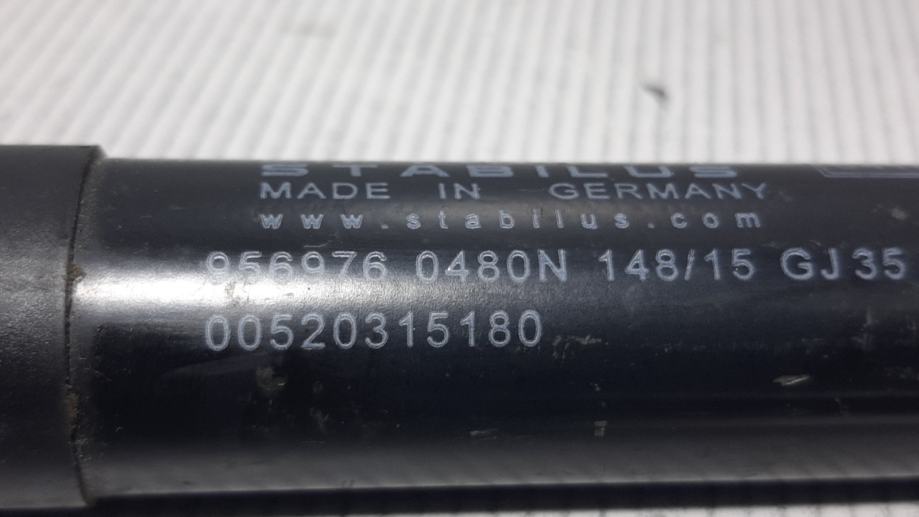 STABILUS
MADE IN GERMANY
www.stabilus.com
956976 0480N 148/15 GJ35
00520315180